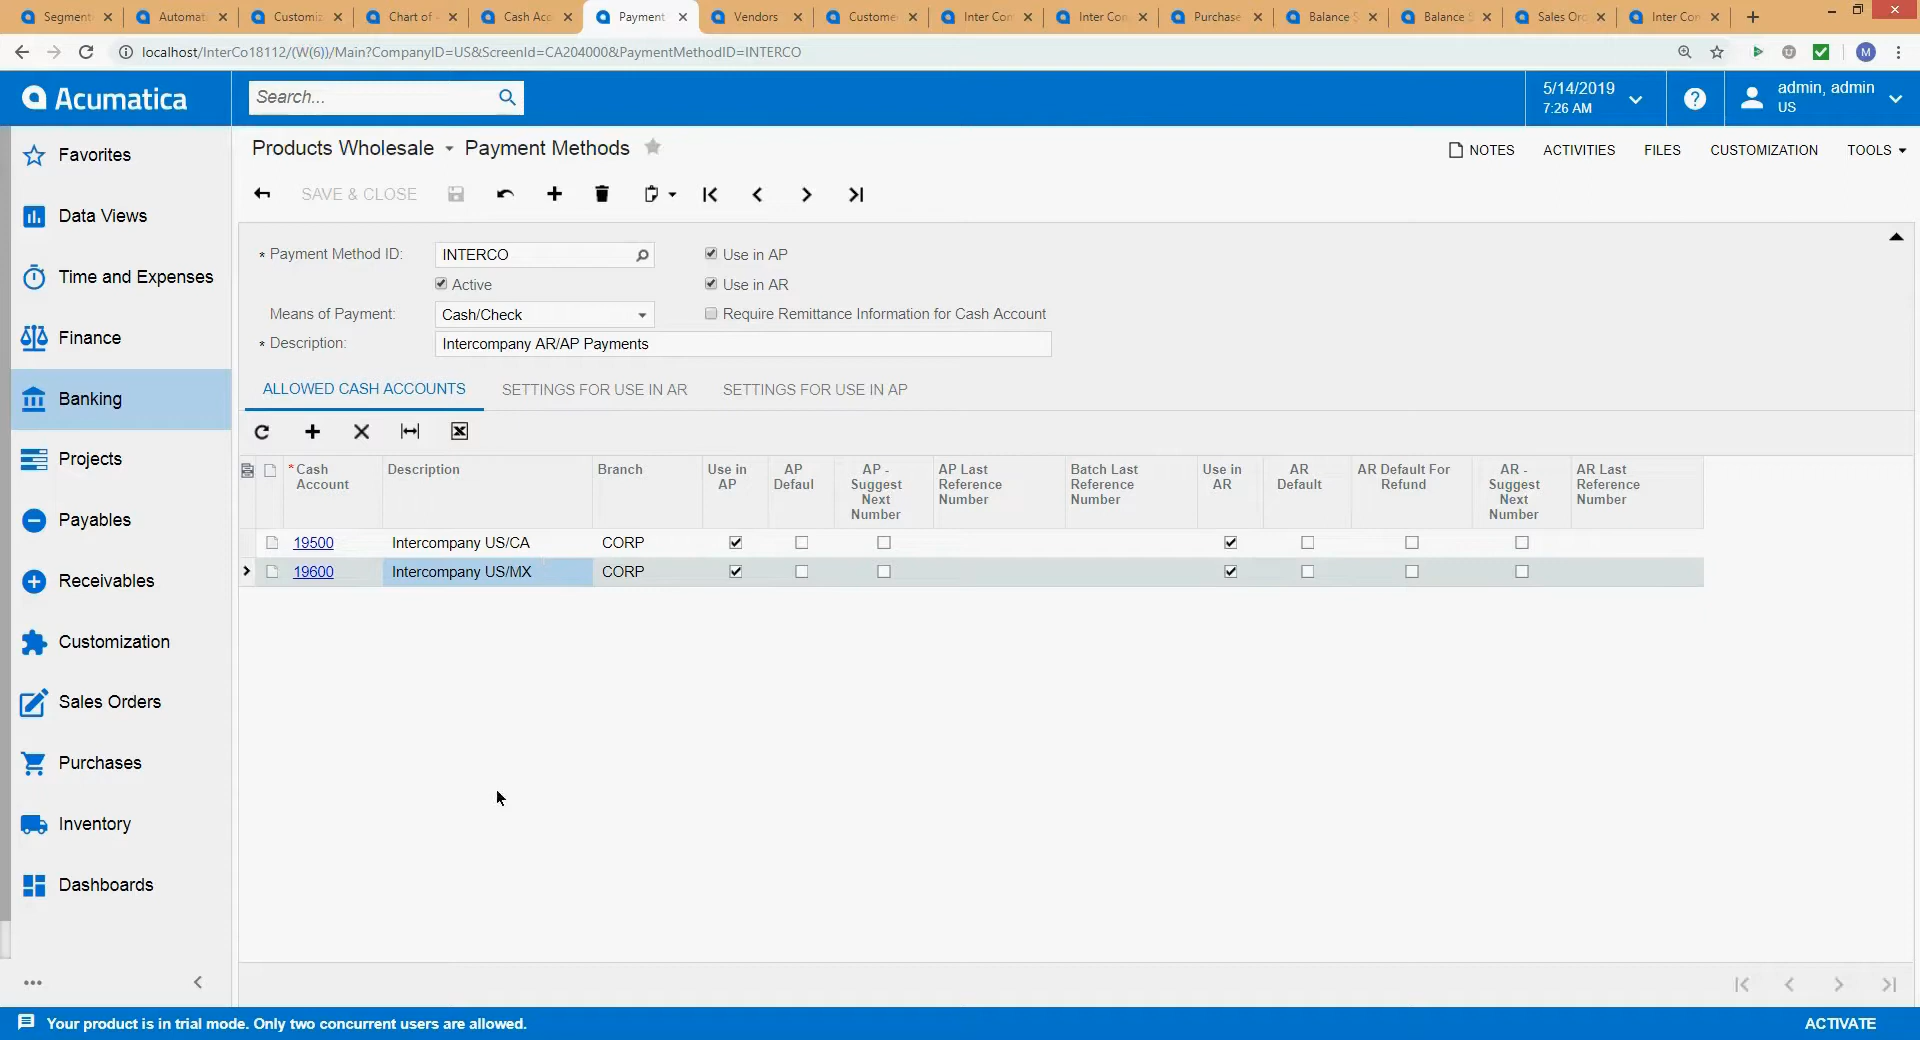 Segment
Automat
Customiz
Chart of
Cash Acc
Payment
Vendors
Custome
Inter Con
Inter Con
Purchase
Balance S
Balance S
Sales Orc
Inter Con
localhost/InterCo18112/(W(6))/Main?CompanyID=US&ScreenId=CA204000&PaymentMethodID=INTERCO
M
Acumatica
Search...
5/14/2019
7:26 AM
?
admin, admin
US
Favorites
Data Views
Time and Expenses
Finance
Banking
Projects
Payables
Receivables
Customization
Sales Orders
Purchases
Inventory
Dashboards
Products Wholesale Payment Methods
NOTES ACTIVITIES FILES CUSTOMIZATION TOOLS
SAVE & CLOSE
* Payment Method ID: INTERCO Use in AP
Active Use in AR
Means of Payment: Cash/Check Require Remittance Information for Cash Account
* Description: Intercompany AR/AP Payments
ALLOWED CASH ACCOUNTS SETTINGS FOR USE IN AR SETTINGS FOR USE IN AP
* Cash Account
Description
Branch
Use in AP
AP Defaul
AP - Suggest Next Number
AP Last Reference Number
Batch Last Reference Number
Use in AR
AR Default
AR Default For Refund
AR - Suggest Next Number
AR Last Reference Number
19500 Intercompany US/CA CORP
19600 Intercompany US/MX CORP
Your product is in trial mode. Only two concurrent users are allowed.
ACTIVATE